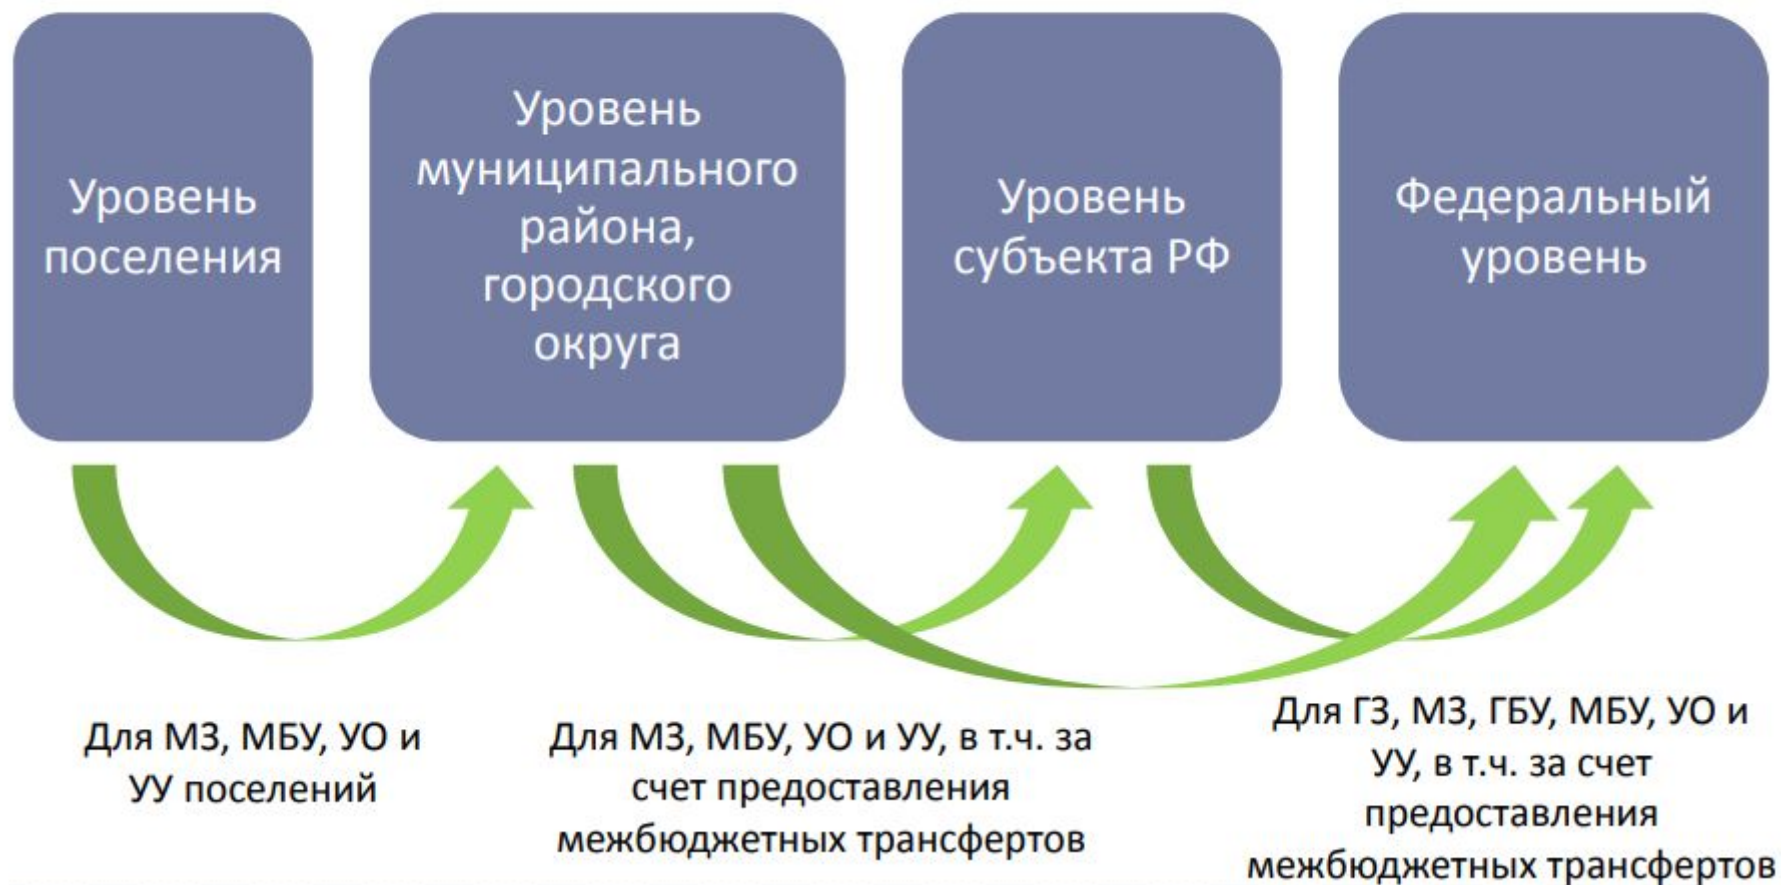 Уровень
поселения
Уровень
муниципального
района,
городского
округа
Уровень
субъекта РФ
Федеральный
уровень
Для МЗ, МБУ, УО и
УУ поселений
Для МЗ, МБУ, УО и УУ, в т.ч. за
счет предоставления
межбюджетных трансфертов
Для ГЗ, МЗ, ГБУ, МБУ, УО и
УУ, в т.ч. за счет
предоставления
межбюджетных трансфертов